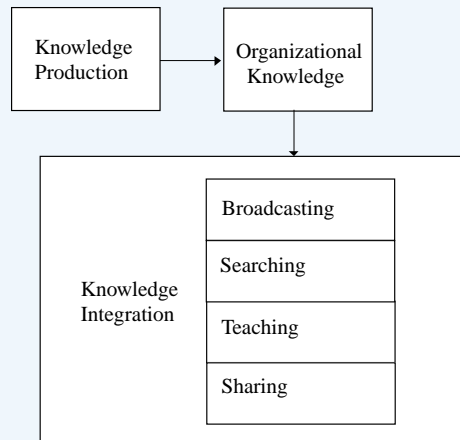 Knowledge
Production
Organizational
Knowledge
Knowledge
Integration
Broadcasting
Searching
Teaching
Sharing